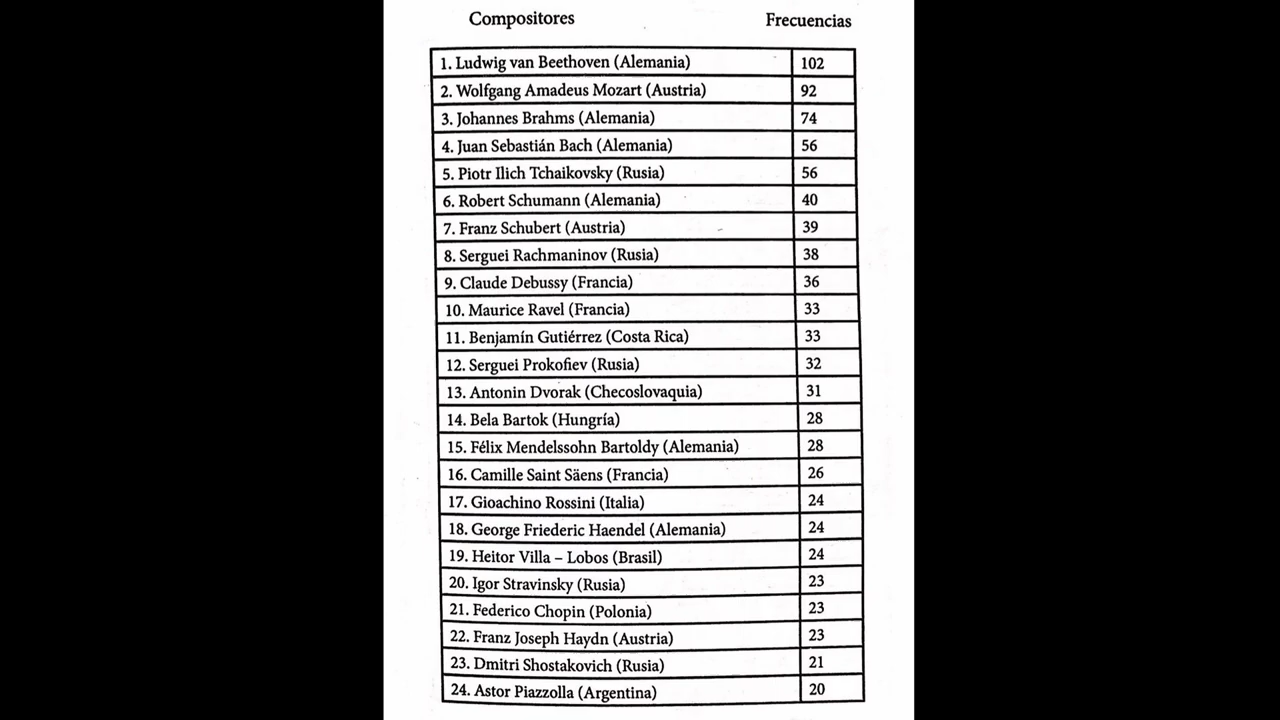 Compositores Frecuencias
1. Ludwig van Beethoven (Alemania) 102
2. Wolfgang Amadeus Mozart (Austria) 92
3. Johannes Brahms (Alemania) 74
4. Juan Sebastián Bach (Alemania) 56
5. Piotr Ilich Tchaikovsky (Rusia) 56
6. Robert Schumann (Alemania) 40
7. Franz Schubert (Austria) 39
8. Serguei Rachmaninov (Rusia) 38
9. Claude Debussy (Francia) 36
10. Maurice Ravel (Francia) 33
11. Benjamín Gutiérrez (Costa Rica) 33
12. Serguei Prokofiev (Rusia) 32
13. Antonin Dvorak (Checoslovaquia) 31
14. Bela Bartok (Hungría) 28
15. Félix Mendelssohn Bartoldy (Alemania) 28
16. Camille Saint Säens (Francia) 26
17. Gioachino Rossini (Italia) 24
18. George Friederic Haendel (Alemania) 24
19. Heitor Villa – Lobos (Brasil) 24
20. Igor Stravinsky (Rusia) 23
21. Federico Chopin (Polonia) 23
22. Franz Joseph Haydn (Austria) 23
23. Dmitri Shostakovich (Rusia) 21
24. Astor Piazzolla (Argentina) 20